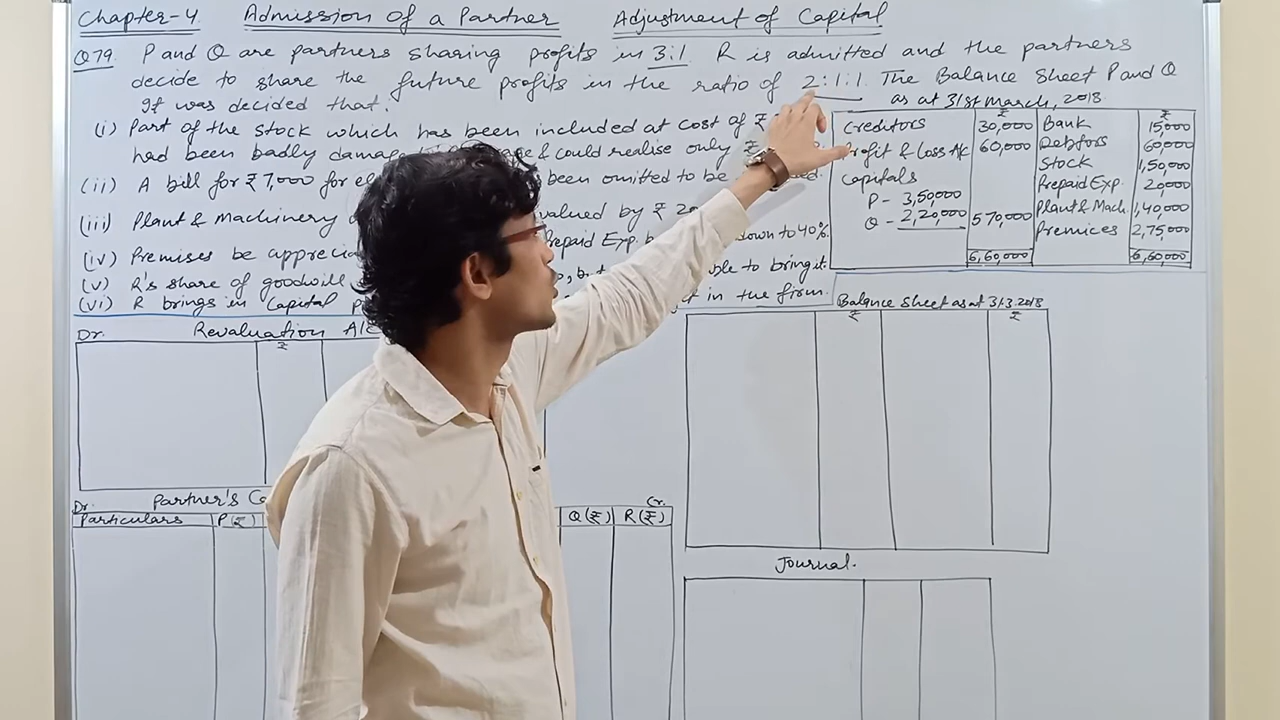 Chapter-4 Admission of a Partner Adjustment of Capital
Q79 P and Q are partners sharing profits in 3:1. R is admitted and the partners
decide to share the future profits in the ratio of 2:1:1. The Balance Sheet P and Q
as at 31st March, 2018
It was decided that:
(i) Part of the Stock which has been included at cost of ₹
had been badly & could realise only ₹
(ii) A bill for ₹7,000 for been omitted to be
(iii) Plant & Machinery valued by ₹
(iv) Premises be Prepaid Exp. down to 40%.
(v) R's share of goodwill to bring it.
(vi) R brings in Capital in the firm.
₹ ₹
Creditors 30,000 Bank 15,000
Profit & Loss A/c 60,000 Debtors 60,000
Capitals Stock 1,50,000
P- 3,50,000 Prepaid Exp. 20,000
Q- 2,20,000 570,000 Plant & Mach. 1,40,000
Premices 2,75,000
6,60,000 6,60,000
Dr. Revaluation A/c
₹
Balance Sheet as at 31.3.2018
₹ ₹
Dr. Partner's Cr.
Particulars P(₹) Q(₹) R(₹)
Journal.